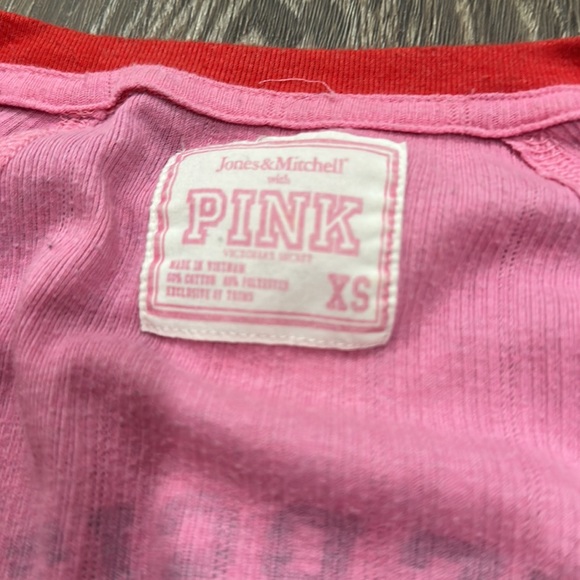 Jones&Mitchell
with
PINK
VICTORIA'S SECRET
MADE IN VIETNAM
60% COTTON 40% POLYESTER
EXCLUSIVE OF TRIMS
XS